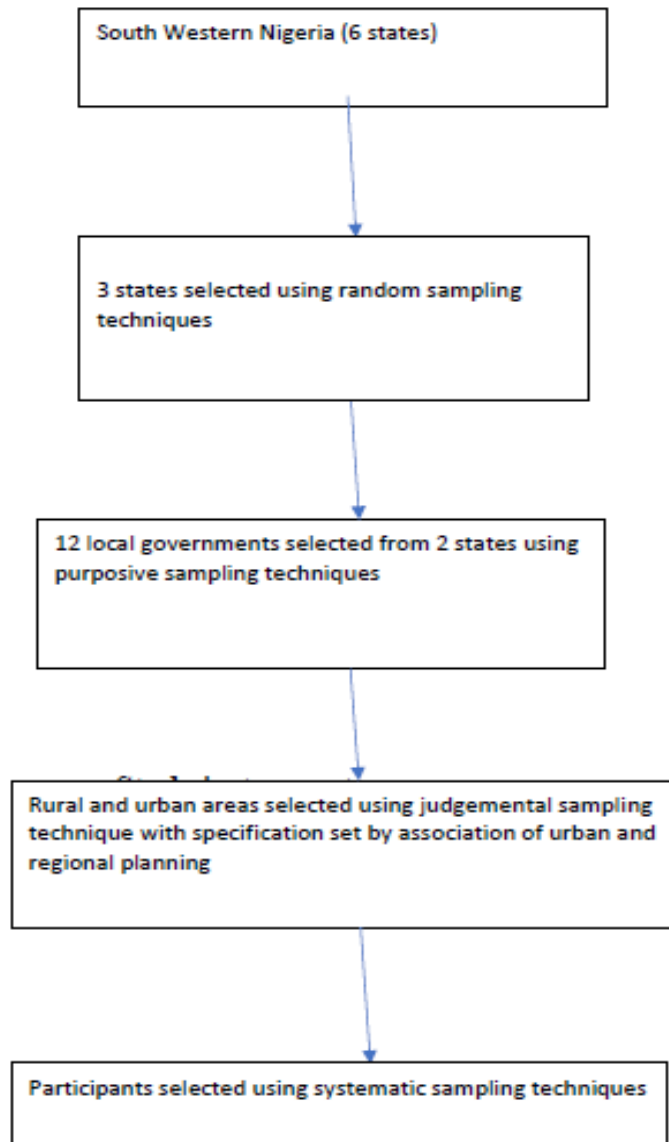 South Western Nigeria (6 states)
3 states selected using random sampling
techniques
12 local governments selected from 2 states using
purposive sampling techniques
Rural and urban areas selected using judgemental sampling
technique with specification set by association of urban and
regional planning
Participants selected using systematic sampling techniques